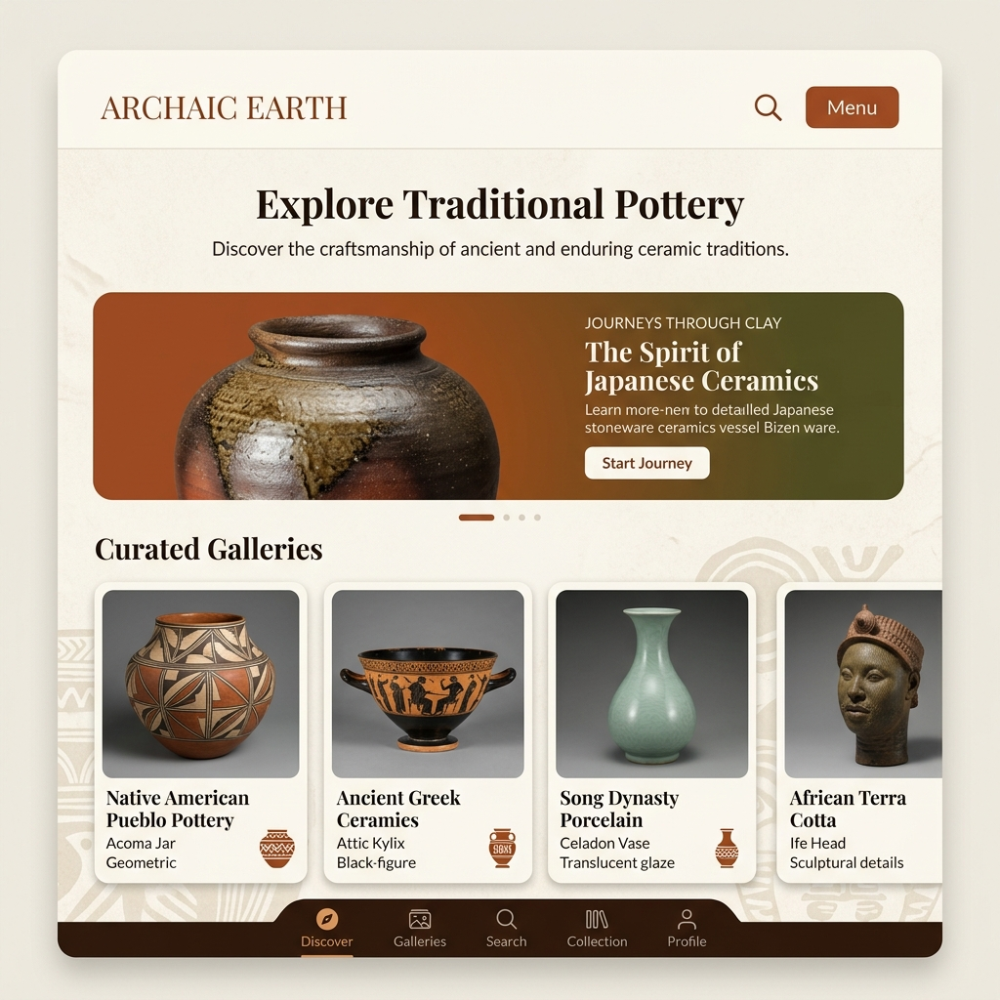 ARCHAIC EARTH
Menu
Explore Traditional Pottery
Discover the craftsmanship of ancient and enduring ceramic traditions.
JOURNEYS THROUGH CLAY
The Spirit of
Japanese Ceramics
Learn more-nen to detaılled Japanese
stoneware ceramics vessel Bizen ware.
Start Journey
Curated Galleries
Native American
Pueblo Pottery
Acoma Jar
Geometric
Ancient Greek
Ceramies
Attic Kylix
Black-figure
Song Dynasty
Porcelain
Celadon Vase
Translucent glaze
African Terra
Cotta
Ife Head
Sculptural details
Discover
Galleries
Search
Collection
Profile